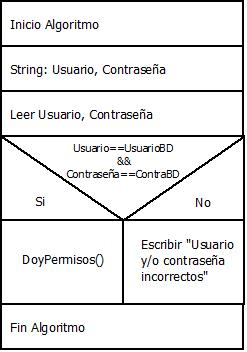 Inicio Algoritmo
String: Usuario, Contraseña
Leer Usuario, Contraseña
Usuario==UsuarioBD
&&
Contraseña==ContraBD
Si
No
DoyPermisos()
Escribir "Usuario
y/o contraseña
incorrectos"
Fin Algoritmo